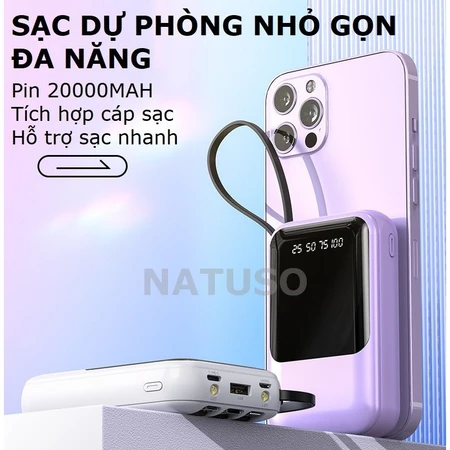 SẠC DỰ PHÒNG NHỎ GỌN
ĐA NĂNG
Pin 20000MAH
Tích hợp cáp sạc
Hỗ trợ sạc nhanh
25 50 75 100
NATUSO